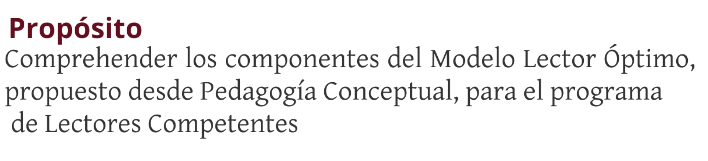 Propósito
Comprehender los componentes del Modelo Lector Óptimo,
propuesto desde Pedagogía Conceptual, para el programa
de Lectores Competentes